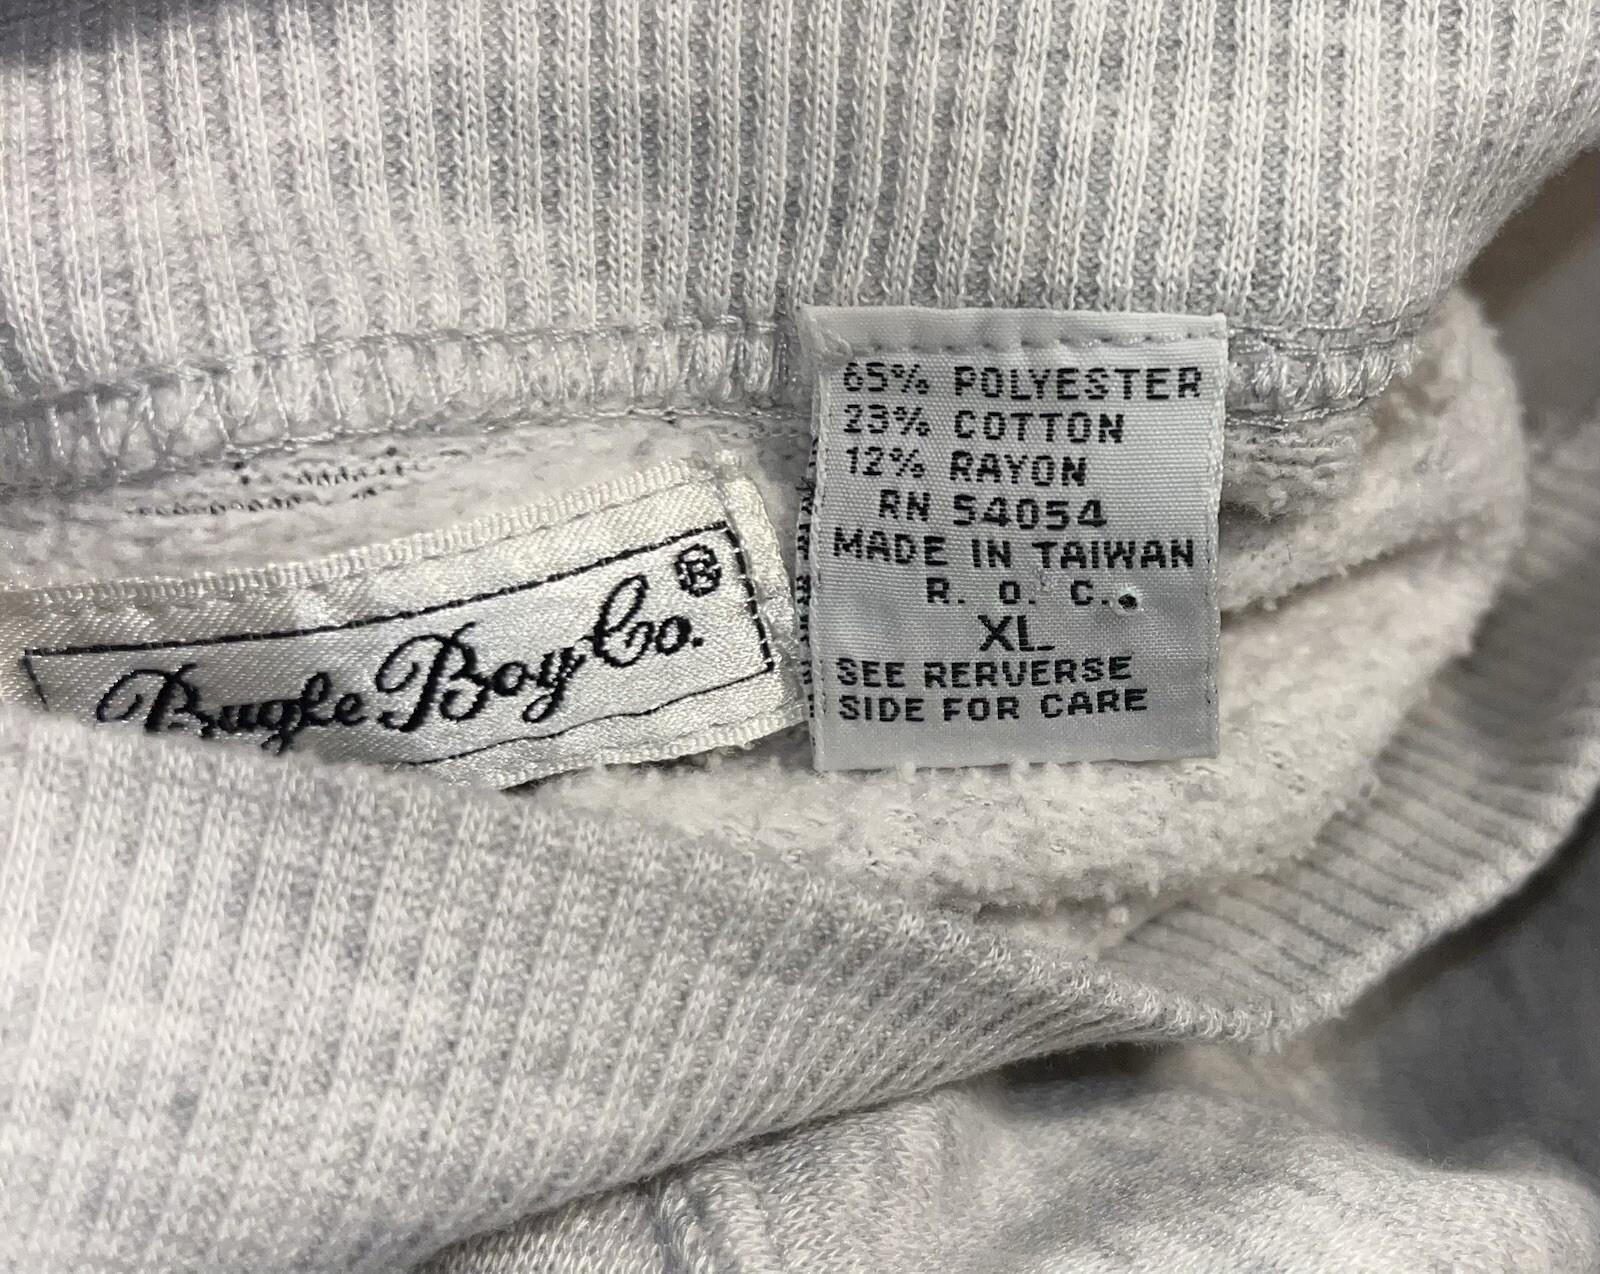 Bugle Boy Co.®
65% POLYESTER
23% COTTON
12% RAYON
RN 54054
MADE IN TAIWAN
R. O. C.
XL
SEE RERVERSE
SIDE FOR CARE